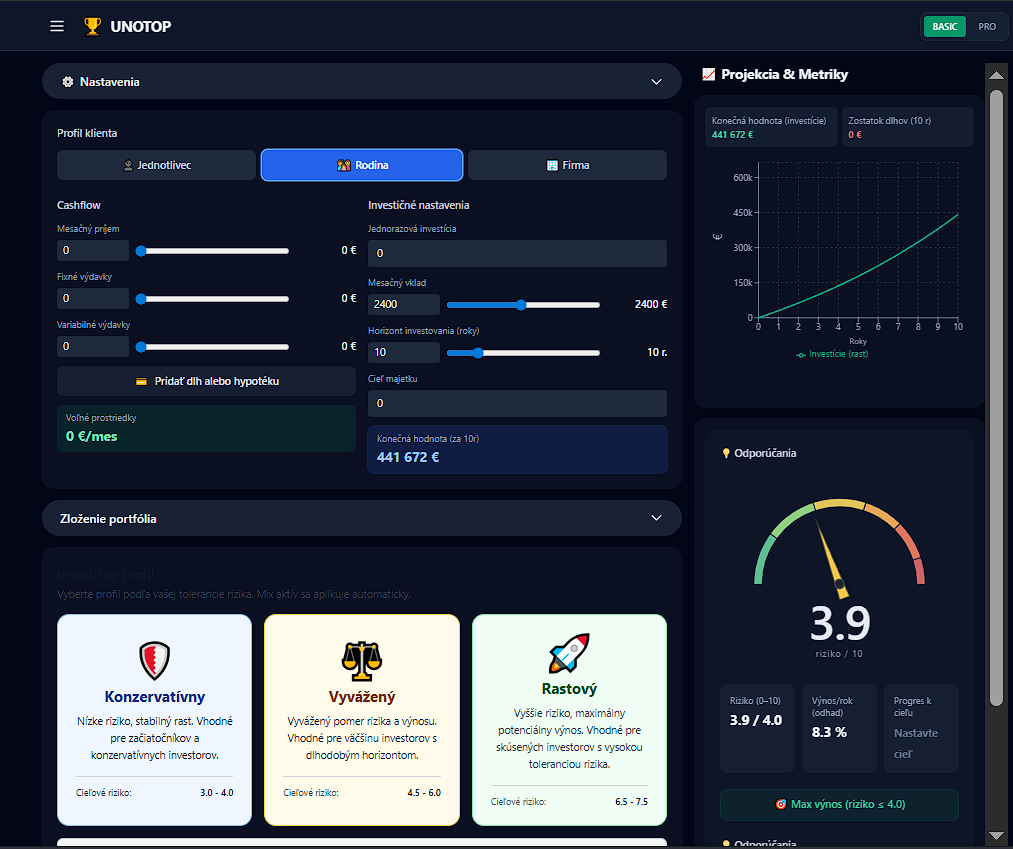 UNOTOP
BASIC
PRO
Nastavenia
Profil klienta
Jednotlivec
Rodina
Firma
Cashflow
Mesačný príjem
0
0 €
Fixné výdavky
0
0 €
Variabilné výdavky
0
0 €
Pridať dlh alebo hypotéku
Voľné prostriedky
0 €/mes
Investičné nastavenia
Jednorazová investícia
0
Mesačný vklad
2400
2400 €
Horizont investovania (roky)
10
10 r.
Cieľ majetku
0
Konečná hodnota (za 10r)
441 672 €
Zloženie portfólia
Investičný profil
Vyberte profil podľa vašej tolerancie rizika. Mix aktív sa aplikuje automaticky.
Konzervatívny
Nízke riziko, stabilný rast. Vhodné
pre začiatočníkov a
konzervatívnych investorov.
Cieľové riziko:
3.0 - 4.0
Vyvážený
Vyvážený pomer rizika a výnosu.
Vhodné pre väčšinu investorov s
dlhodobým horizontom.
Cieľové riziko:
4.5 - 6.0
Rastový
Vyššie riziko, maximálny
potenciálny výnos. Vhodné pre
skúsených investorov s vysokou
toleranciou rizika.
Cieľové riziko:
6.5 - 7.5
Projekcia & Metriky
Konečná hodnota (investície)
441 672 €
Zostatok dlhov (10 r)
0 €
600k
450k
300k
150k
0
€
0 1 2 3 4 5 6 7 8 9 10
Roky
Investície (rast)
Odporúčania
3.9
riziko / 10
Riziko (0–10)
3.9 / 4.0
Výnos/rok
(odhad)
8.3 %
Progres k
cieľu
Nastavte
cieľ
Max výnos (riziko ≤ 4.0)
Odporúčania